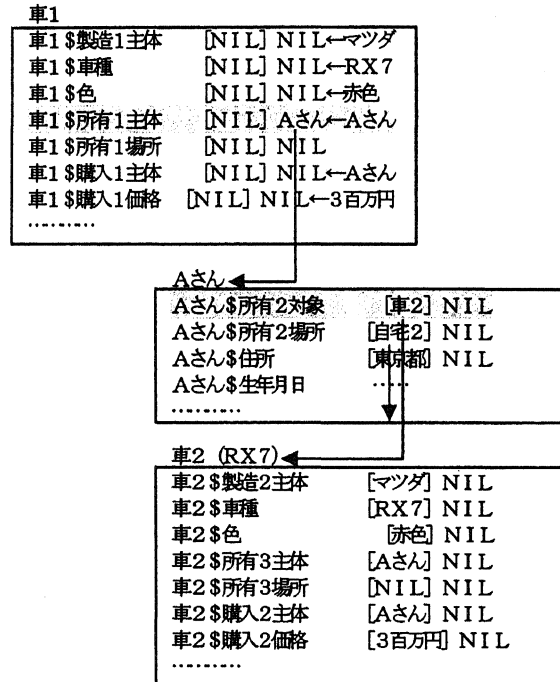 車1
車1$製造1主体 [NIL] NIL←マツダ
車1$車種 [NIL] NIL←RX7
車1$色 [NIL] NIL←赤色
車1$所有1主体 [NIL] Aさん←Aさん
車1$所有1場所 [NIL] NIL
車1$購入1主体 [NIL] NIL←Aさん
車1$購入1価格 [NIL] NIL←3百万円
…………
Aさん
Aさん$所有2対象 [車2] NIL
Aさん$所有2場所 [自宅2] NIL
Aさん$住所 [東京都] NIL
Aさん$生年月日 ……
…………
車2 (RX7)
車2$製造2主体 [マツダ] NIL
車2$車種 [RX7] NIL
車2$色 [赤色] NIL
車2$所有3主体 [Aさん] NIL
車2$所有3場所 [NIL] NIL
車2$購入2主体 [Aさん] NIL
車2$購入2価格 [3百万円] NIL
…………